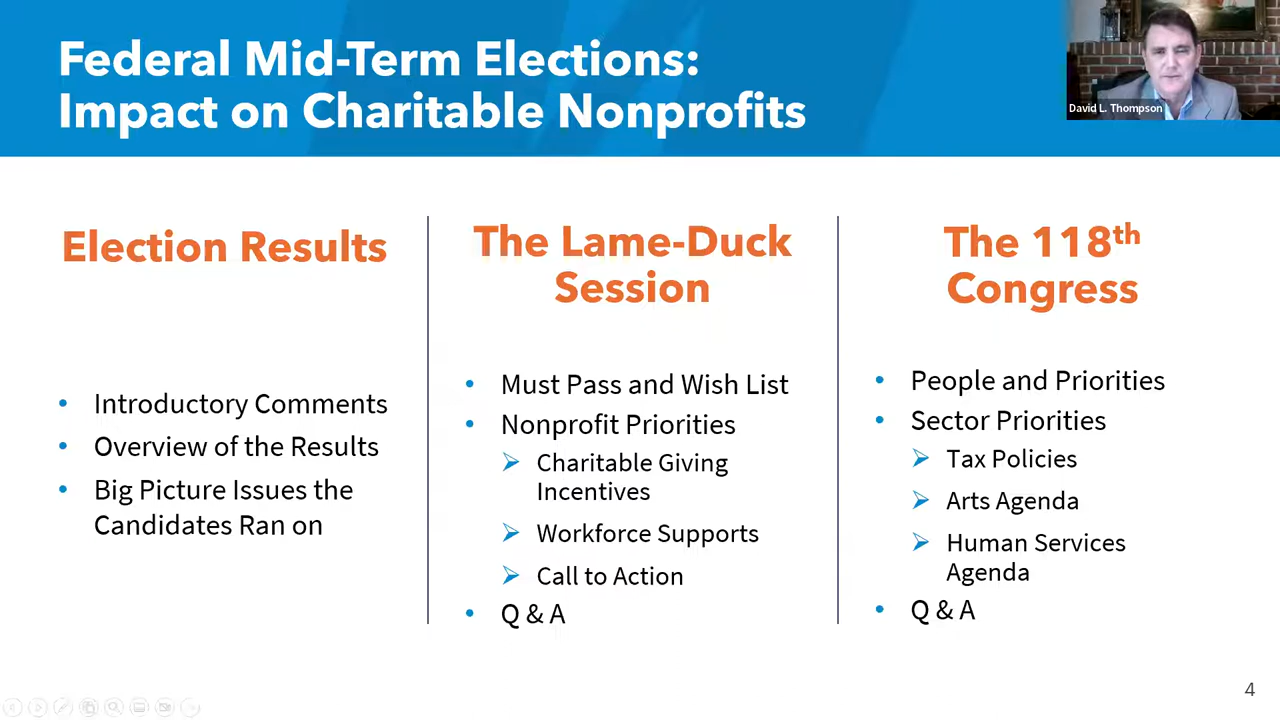 Federal Mid-Term Elections:
Impact on Charitable Nonprofits
David L. Thompson
Election Results
• Introductory Comments
• Overview of the Results
• Big Picture Issues the
Candidates Ran on
The Lame-Duck
Session
• Must Pass and Wish List
• Nonprofit Priorities
➢ Charitable Giving
Incentives
➢ Workforce Supports
➢ Call to Action
• Q & A
The 118th
Congress
• People and Priorities
• Sector Priorities
➢ Tax Policies
➢ Arts Agenda
➢ Human Services
Agenda
• Q & A
4